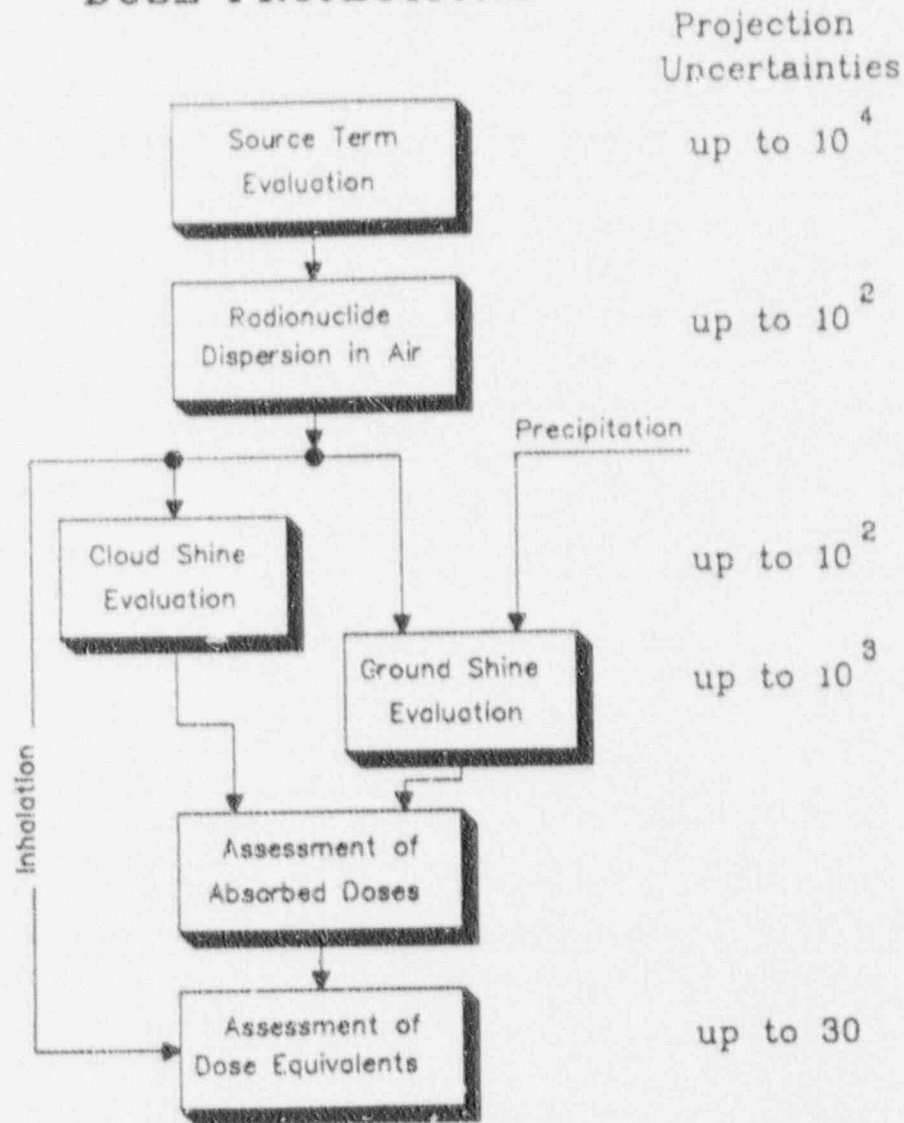 Projection
Uncertainties
Source Term
Evaluation
up to 10^4
Radionuclide
Dispersion in Air
up to 10^2
Precipitation
Cloud Shine
Evaluation
up to 10^2
Ground Shine
Evaluation
up to 10^3
Inhalation
Assessment of
Absorbed Doses
Assessment of
Dose Equivalents
up to 30